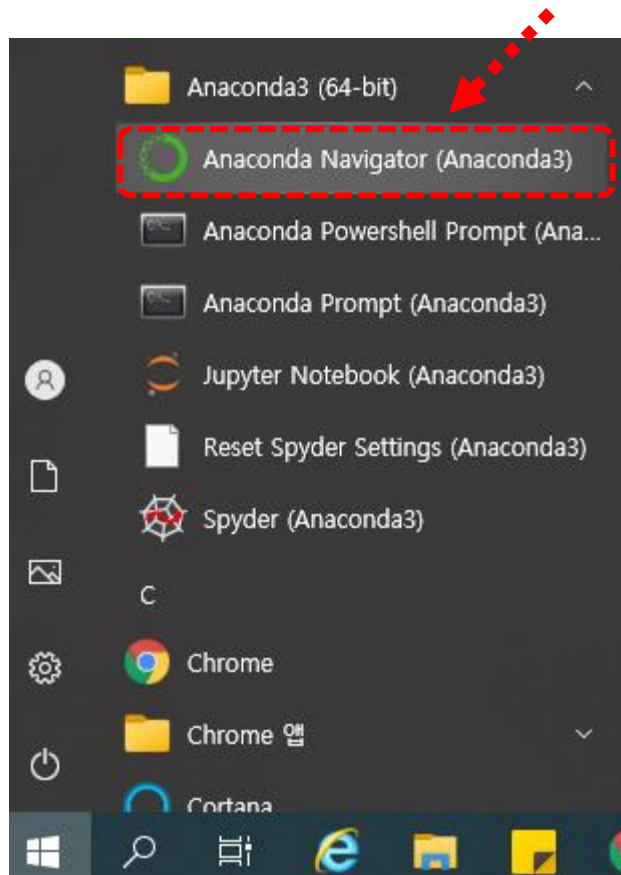 Anaconda3 (64-bit)
Anaconda Navigator (Anaconda3)
Anaconda Powershell Prompt (Ana...
Anaconda Prompt (Anaconda3)
Jupyter Notebook (Anaconda3)
Reset Spyder Settings (Anaconda3)
Spyder (Anaconda3)
C
Chrome
Chrome 앱
Cortana